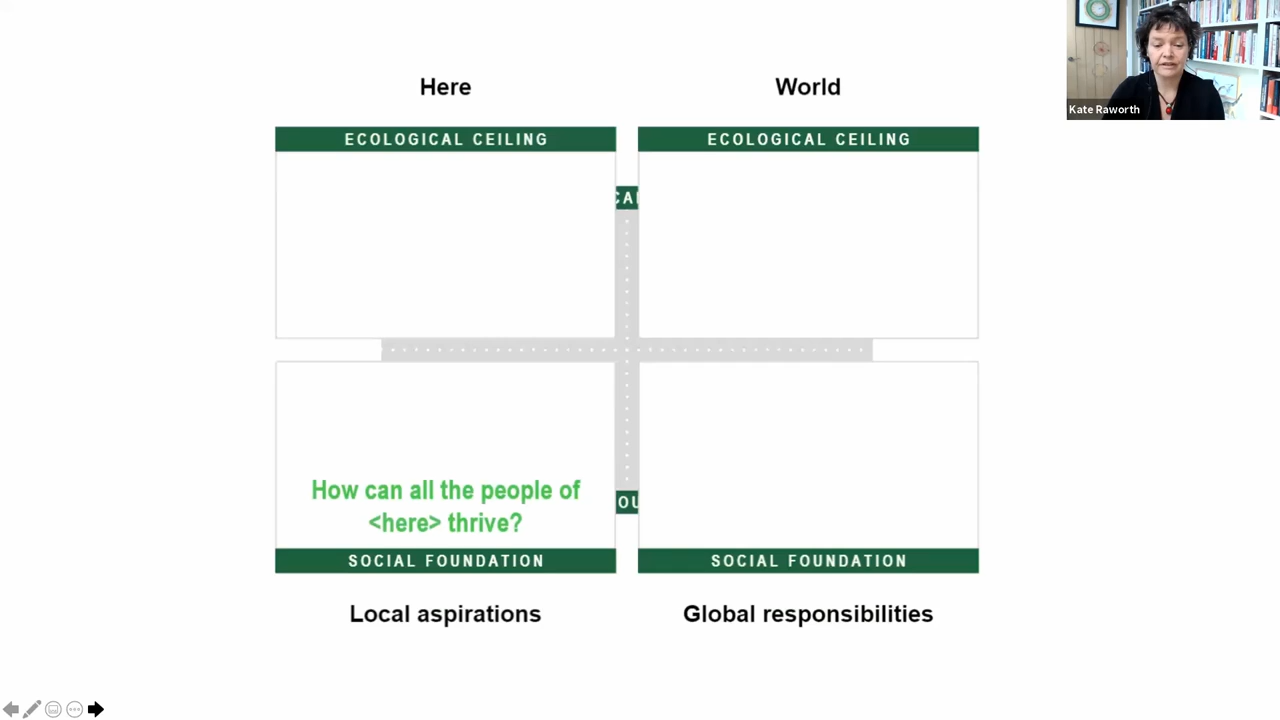 Here
World
Kate Raworth
ECOLOGICAL CEILING
ECOLOGICAL CEILING
How can all the people of
<here> thrive?
SOCIAL FOUNDATION
SOCIAL FOUNDATION
Local aspirations
Global responsibilities